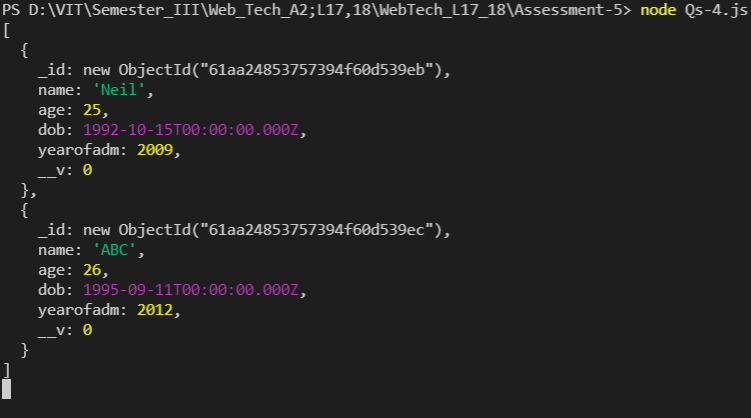 PS D:\VIT\Semester_III\Web_Tech_A2;L17,18\WebTech_L17_18\Assessment-5> node Qs-4.js
[
  {
    _id: new ObjectId("61aa24853757394f60d539eb"),
    name: 'Neil',
    age: 25,
    dob: 1992-10-15T00:00:00.000Z,
    yearofadm: 2009,
    __v: 0
  },
  {
    _id: new ObjectId("61aa24853757394f60d539ec"),
    name: 'ABC',
    age: 26,
    dob: 1995-09-11T00:00:00.000Z,
    yearofadm: 2012,
    __v: 0
  }
]